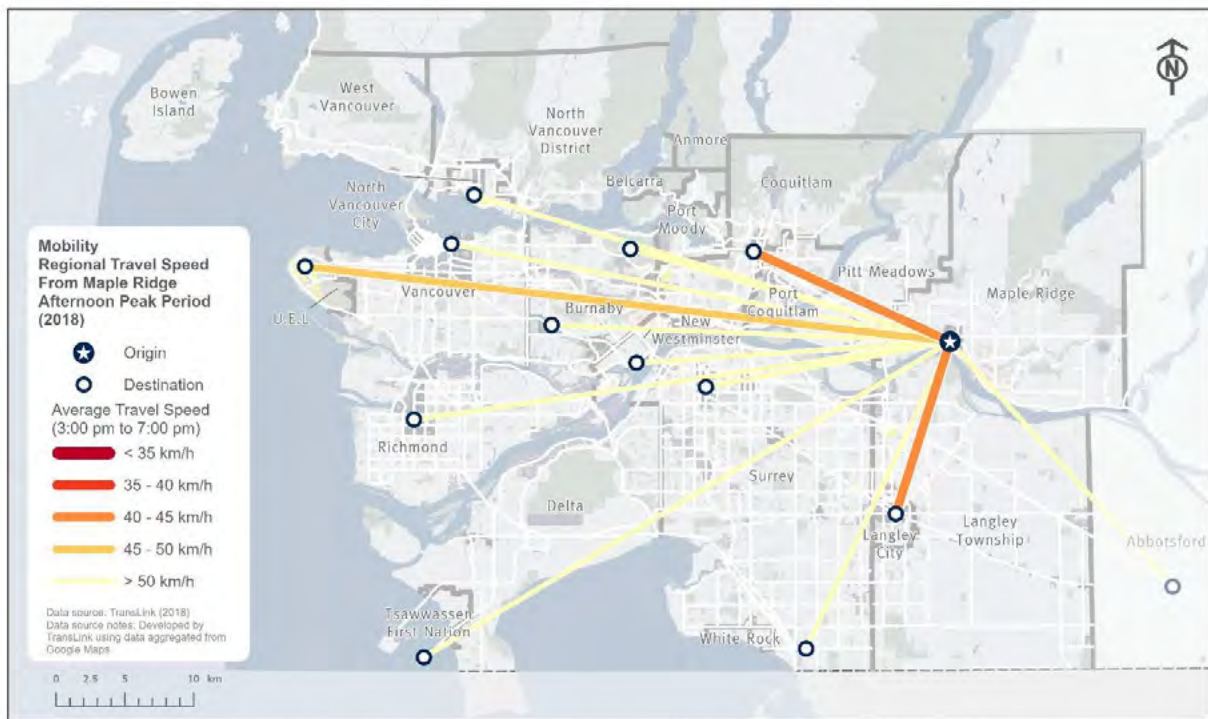 N
Bowen
Island
West
Vancouver
North
Vancouver
District
Anmore
Belcarra
Coquitlam
North
Vancouver
City
Port
Moody
Pitt Meadows
Maple Ridge
Vancouver
U.E.L
Burnaby
Port
Coquitlam
New
Westminster
Richmond
Surrey
Delta
Langley
City
Langley
Township
Abbotsford
Tsawwassen
First Nation
White Rock
Mobility
Regional Travel Speed
From Maple Ridge
Afternoon Peak Period
(2018)
Origin
Destination
Average Travel Speed
(3:00 pm to 7:00 pm)
< 35 km/h
35 - 40 km/h
40 - 45 km/h
45 - 50 km/h
> 50 km/h
Data source: TransLink (2018)
Data source notes: Developed by
TransLink using data aggregated from
Google Maps
0 2.5 5 10 km